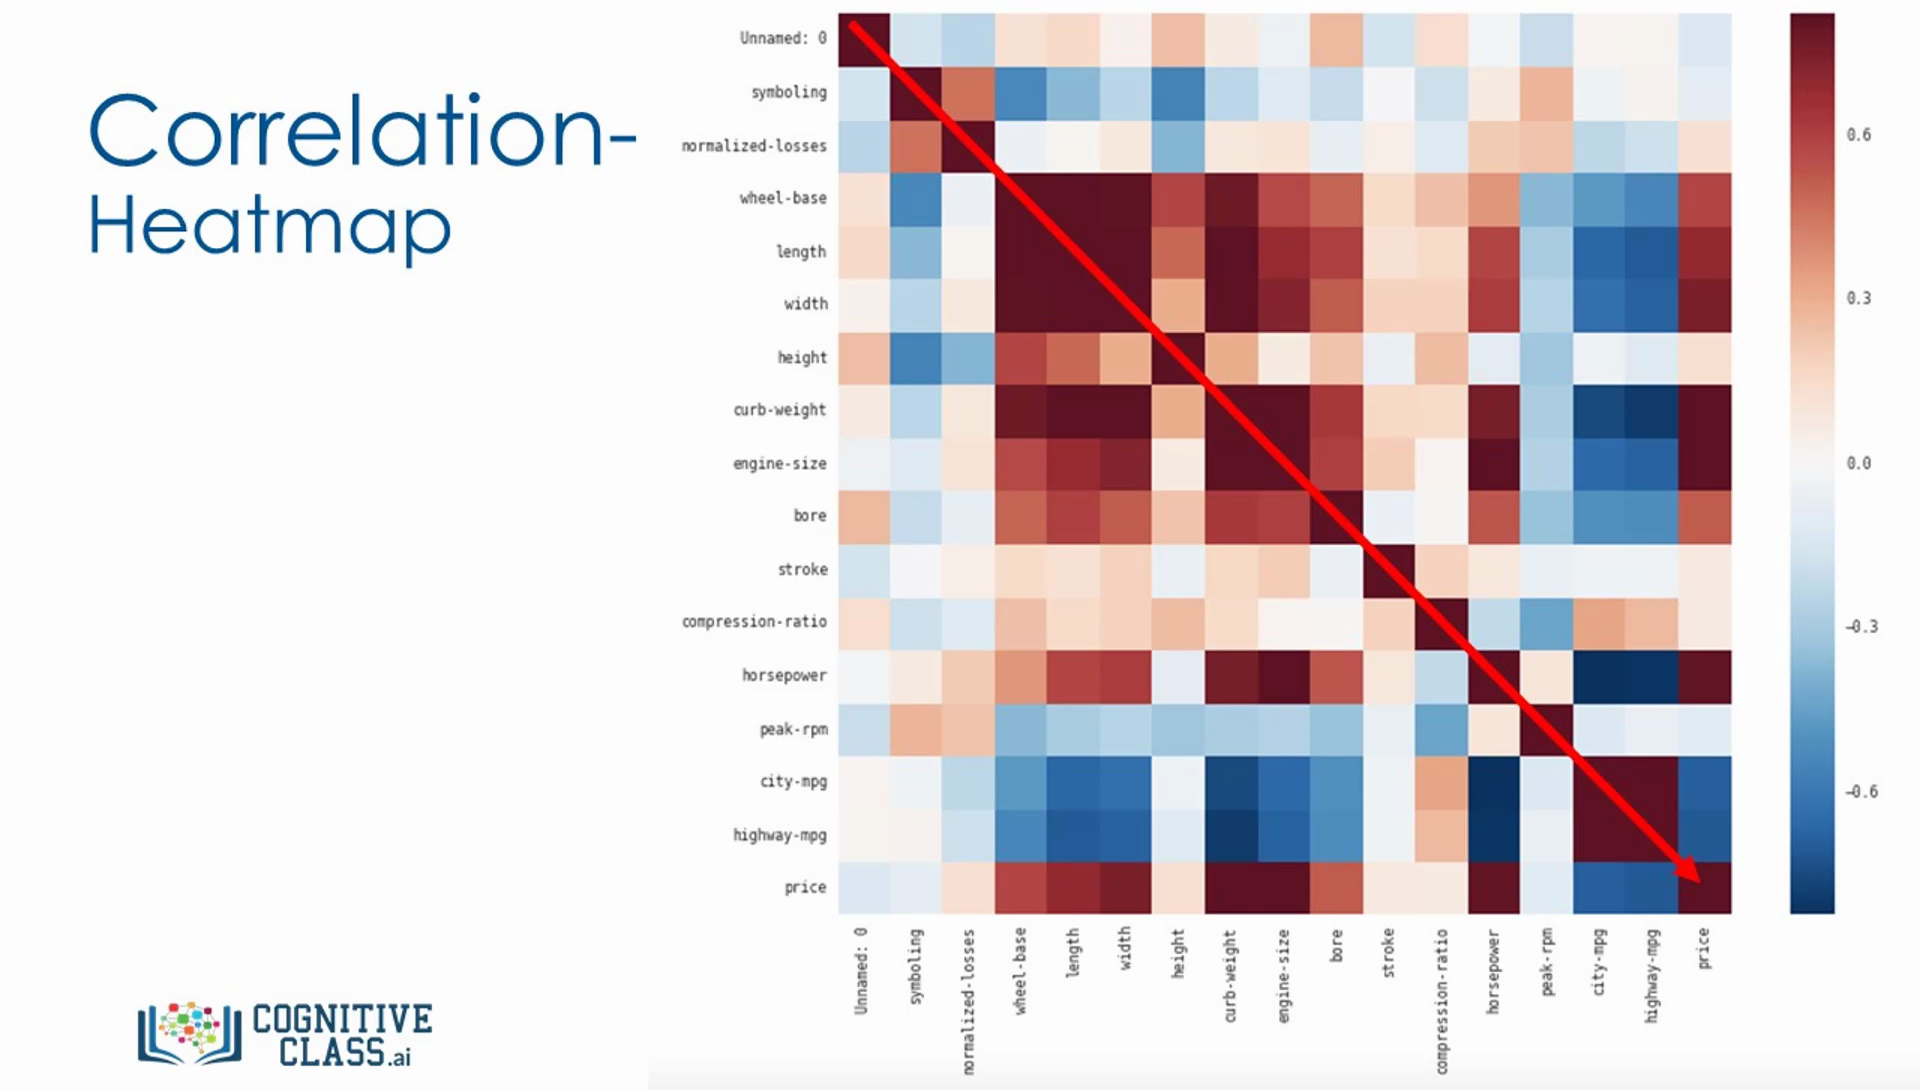 Correlation-
Heatmap
Unnamed: 0
symboling
normalized-losses
wheel-base
length
width
height
curb-weight
engine-size
bore
stroke
compression-ratio
horsepower
peak-rpm
city-mpg
highway-mpg
price
Unnamed: 0
symboling
normalized-losses
wheel-base
length
width
height
curb-weight
engine-size
bore
stroke
compression-ratio
horsepower
peak-rpm
city-mpg
highway-mpg
price
0.6
0.3
0.0
-0.3
-0.6
COGNITIVE
CLASS.ai